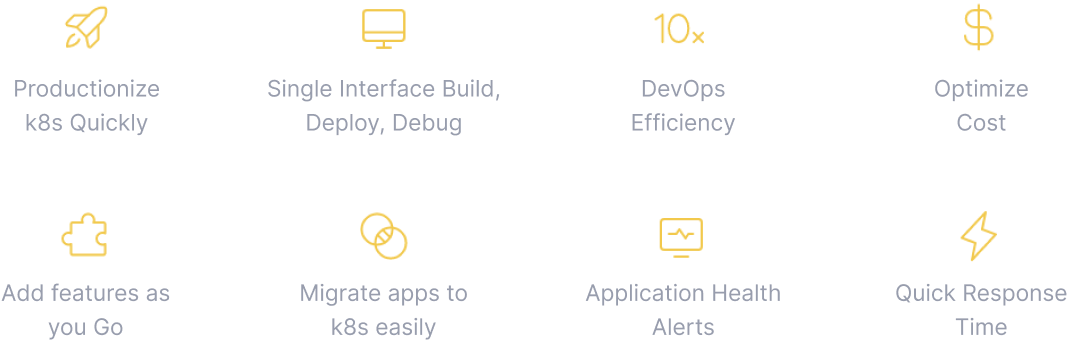 10x
Productionize
k8s Quickly
Single Interface Build,
Deploy, Debug
DevOps
Efficiency
$
Optimize
Cost
Add features as
you Go
Migrate apps to
k8s easily
Application Health
Alerts
Quick Response
Time